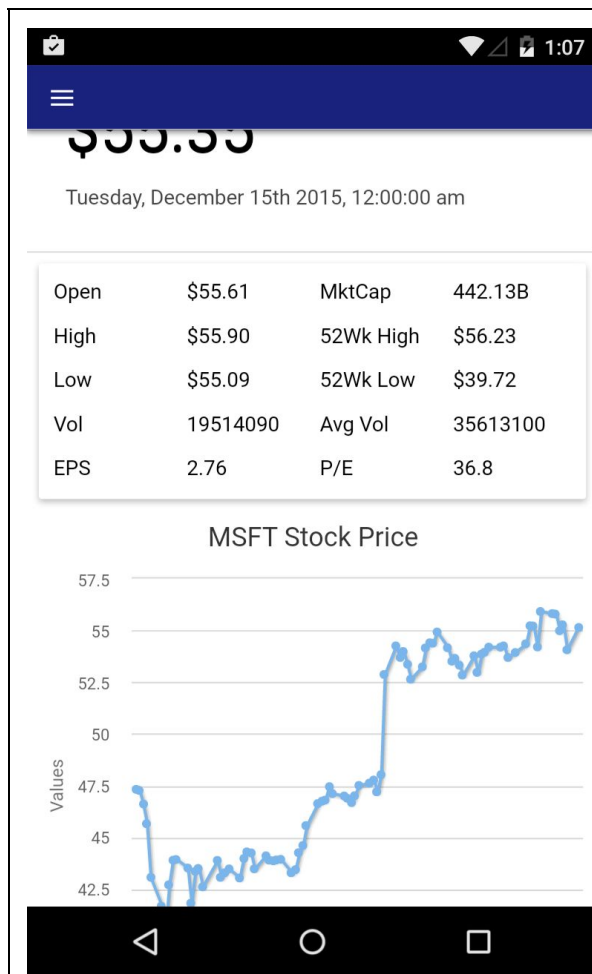 1:07
$55.35
Tuesday, December 15th 2015, 12:00:00 am
Open $55.61 MktCap 442.13B
High $55.90 52Wk High $56.23
Low $55.09 52Wk Low $39.72
Vol 19514090 Avg Vol 35613100
EPS 2.76 P/E 36.8
MSFT Stock Price
57.5
55
52.5
50
Values
47.5
45
42.5